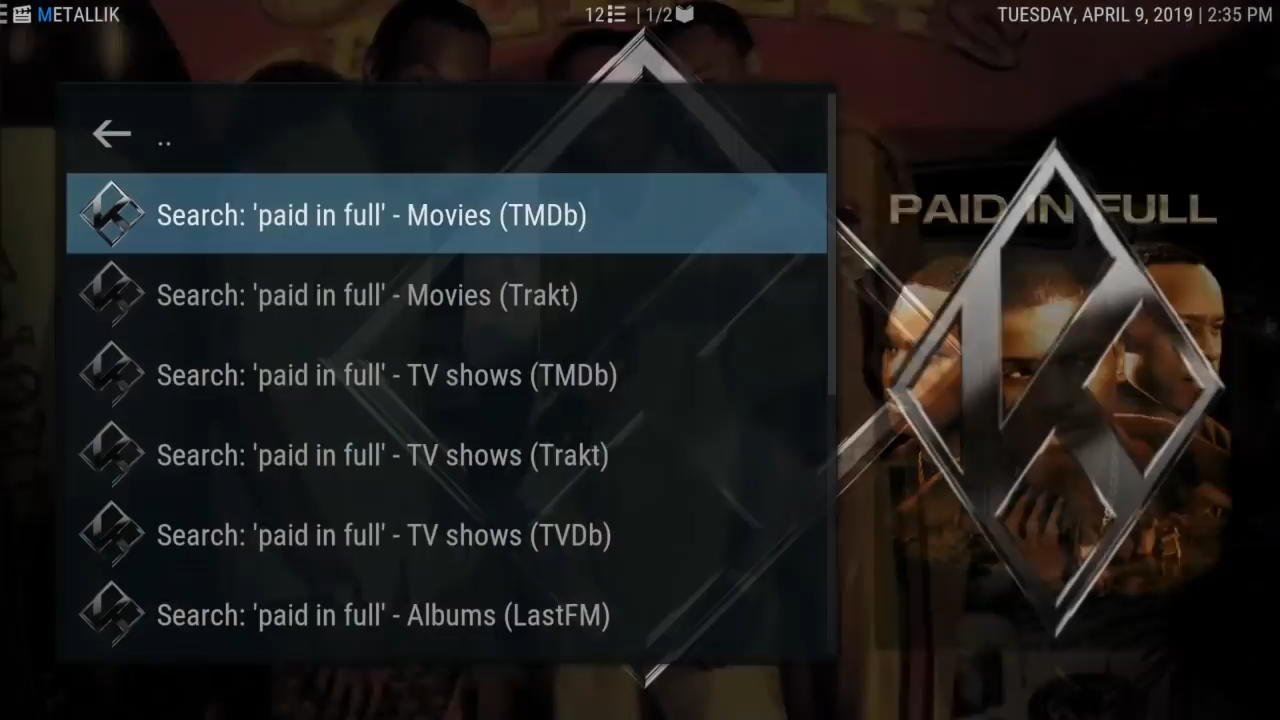 METALLIK
12 | 1/2
TUESDAY, APRIL 9, 2019 | 2:35 PM
..
Search: 'paid in full' - Movies (TMDb)
Search: 'paid in full' - Movies (Trakt)
Search: 'paid in full' - TV shows (TMDb)
Search: 'paid in full' - TV shows (Trakt)
Search: 'paid in full' - TV shows (TVDb)
Search: 'paid in full' - Albums (LastFM)
PAID IN FULL